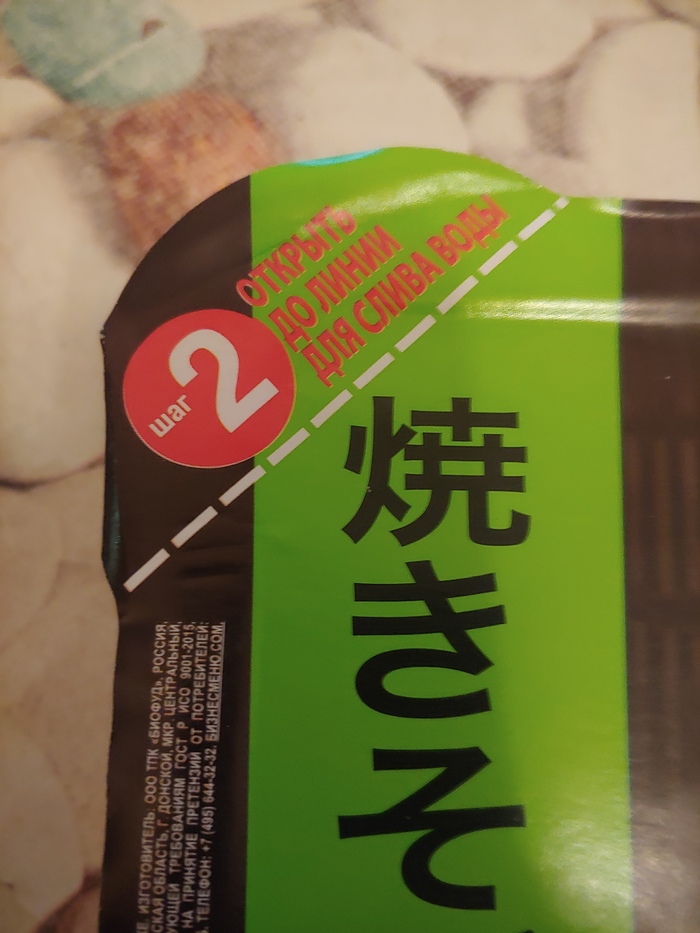 ОТКРЫТЬ
ДО ЛИНИИ
ДЛЯ СЛИВА ВОДЫ
шаг 2
焼きそ
ИЗГОТОВИТЕЛЬ: ООО ТПК «БИОФУД», РОССИЯ,
СКАЯ ОБЛАСТЬ, Г. ДОНСКОЙ, МКР. ЦЕНТРАЛЬНЫЙ,
УЮЩЕЙ ТРЕБОВАНИЯМ ГОСТ Р ИСО 9001-2015.
НА ПРИНЯТИЕ ПРЕТЕНЗИЙ ОТ ПОТРЕБИТЕЛЕЙ:
ТЕЛЕФОН: +7 (495) 644-32-32. БИЗНЕСМЕНЮ.COM.